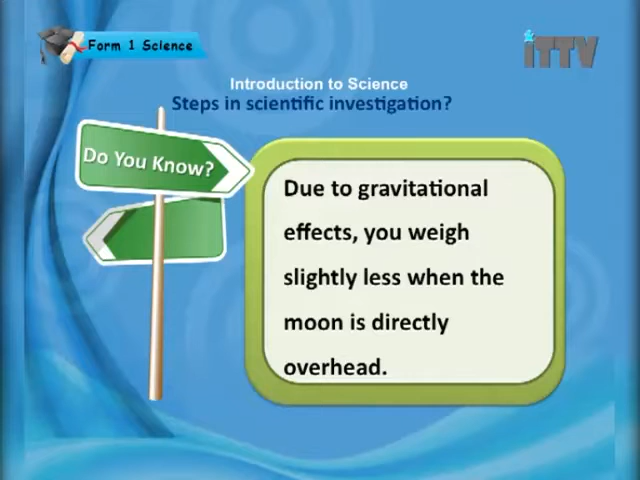 Form 1 Science
iTTV
Introduction to Science
Steps in scientific investigation?
Do You Know?
Due to gravitational
effects, you weigh
slightly less when the
moon is directly
overhead.